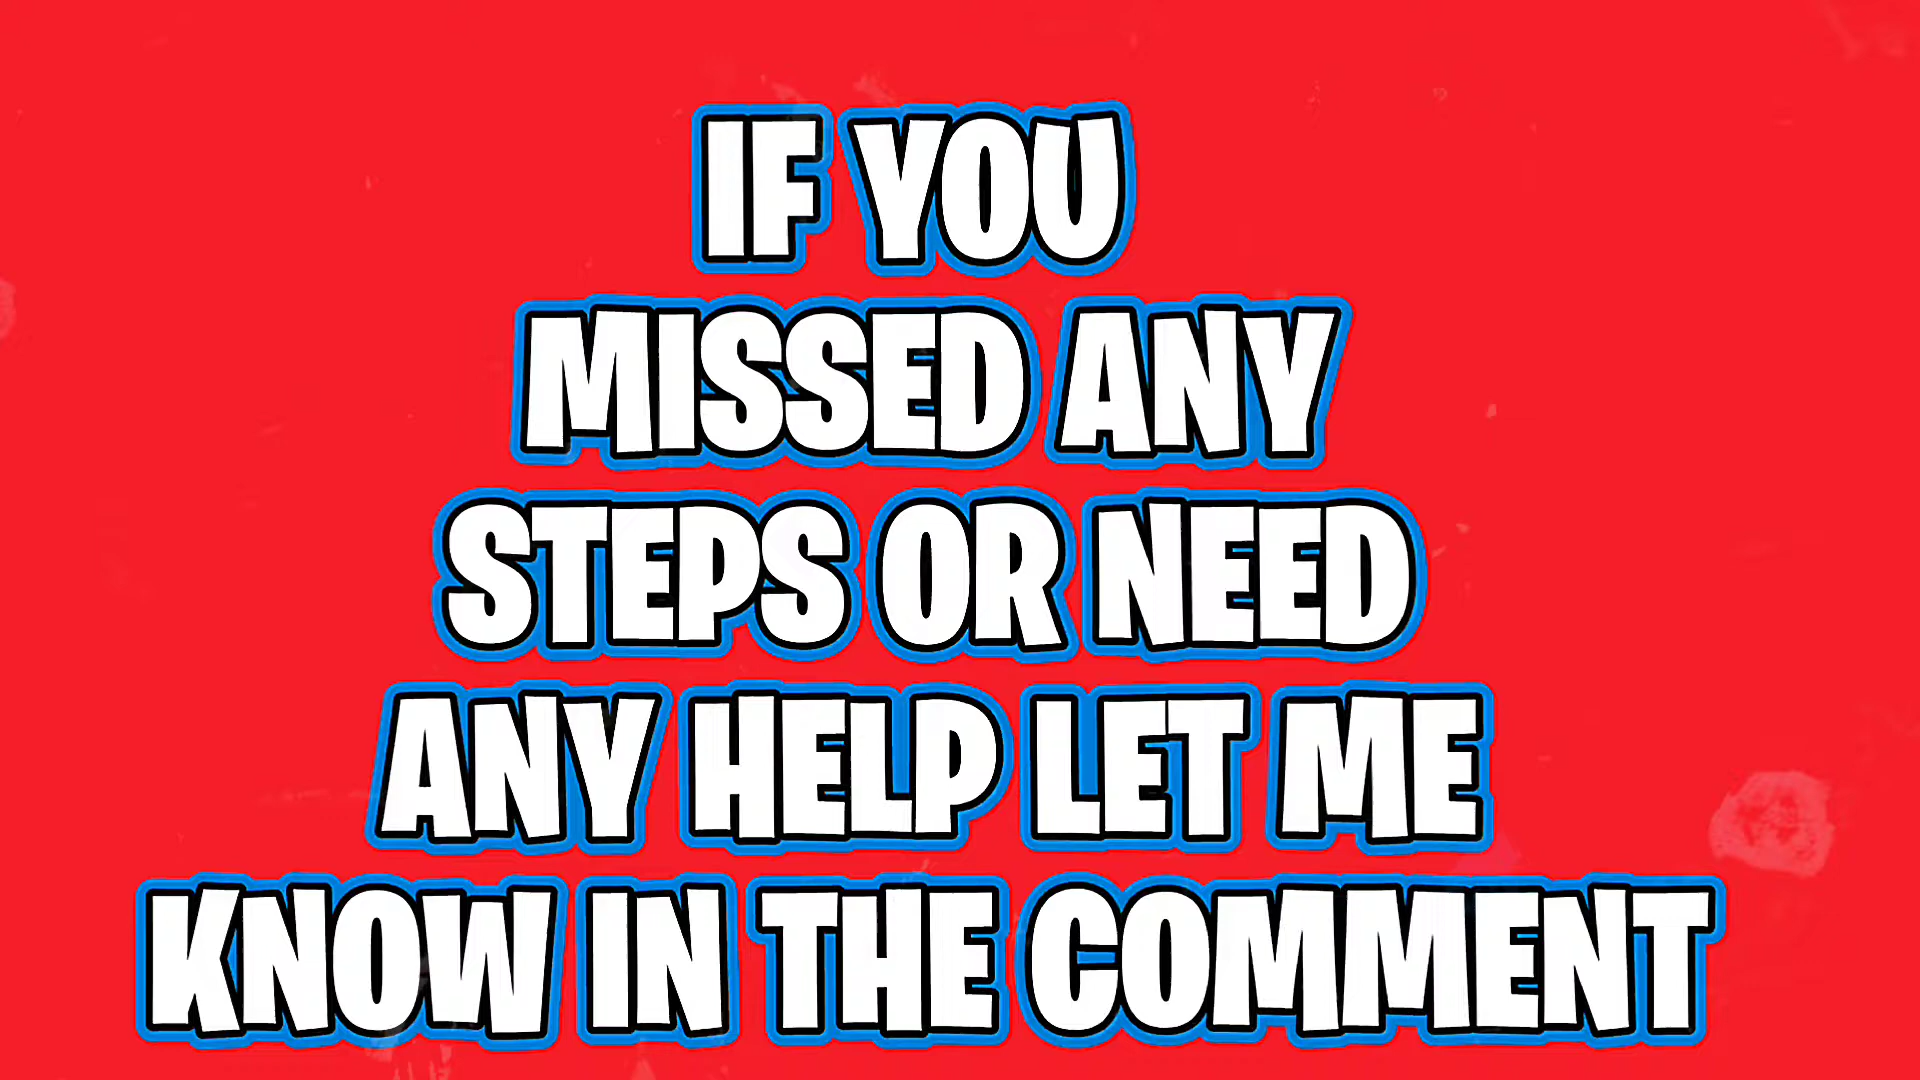 IF YOU
MISSED ANY
STEPS OR NEED
ANY HELP LET ME
KNOW IN THE COMMENT